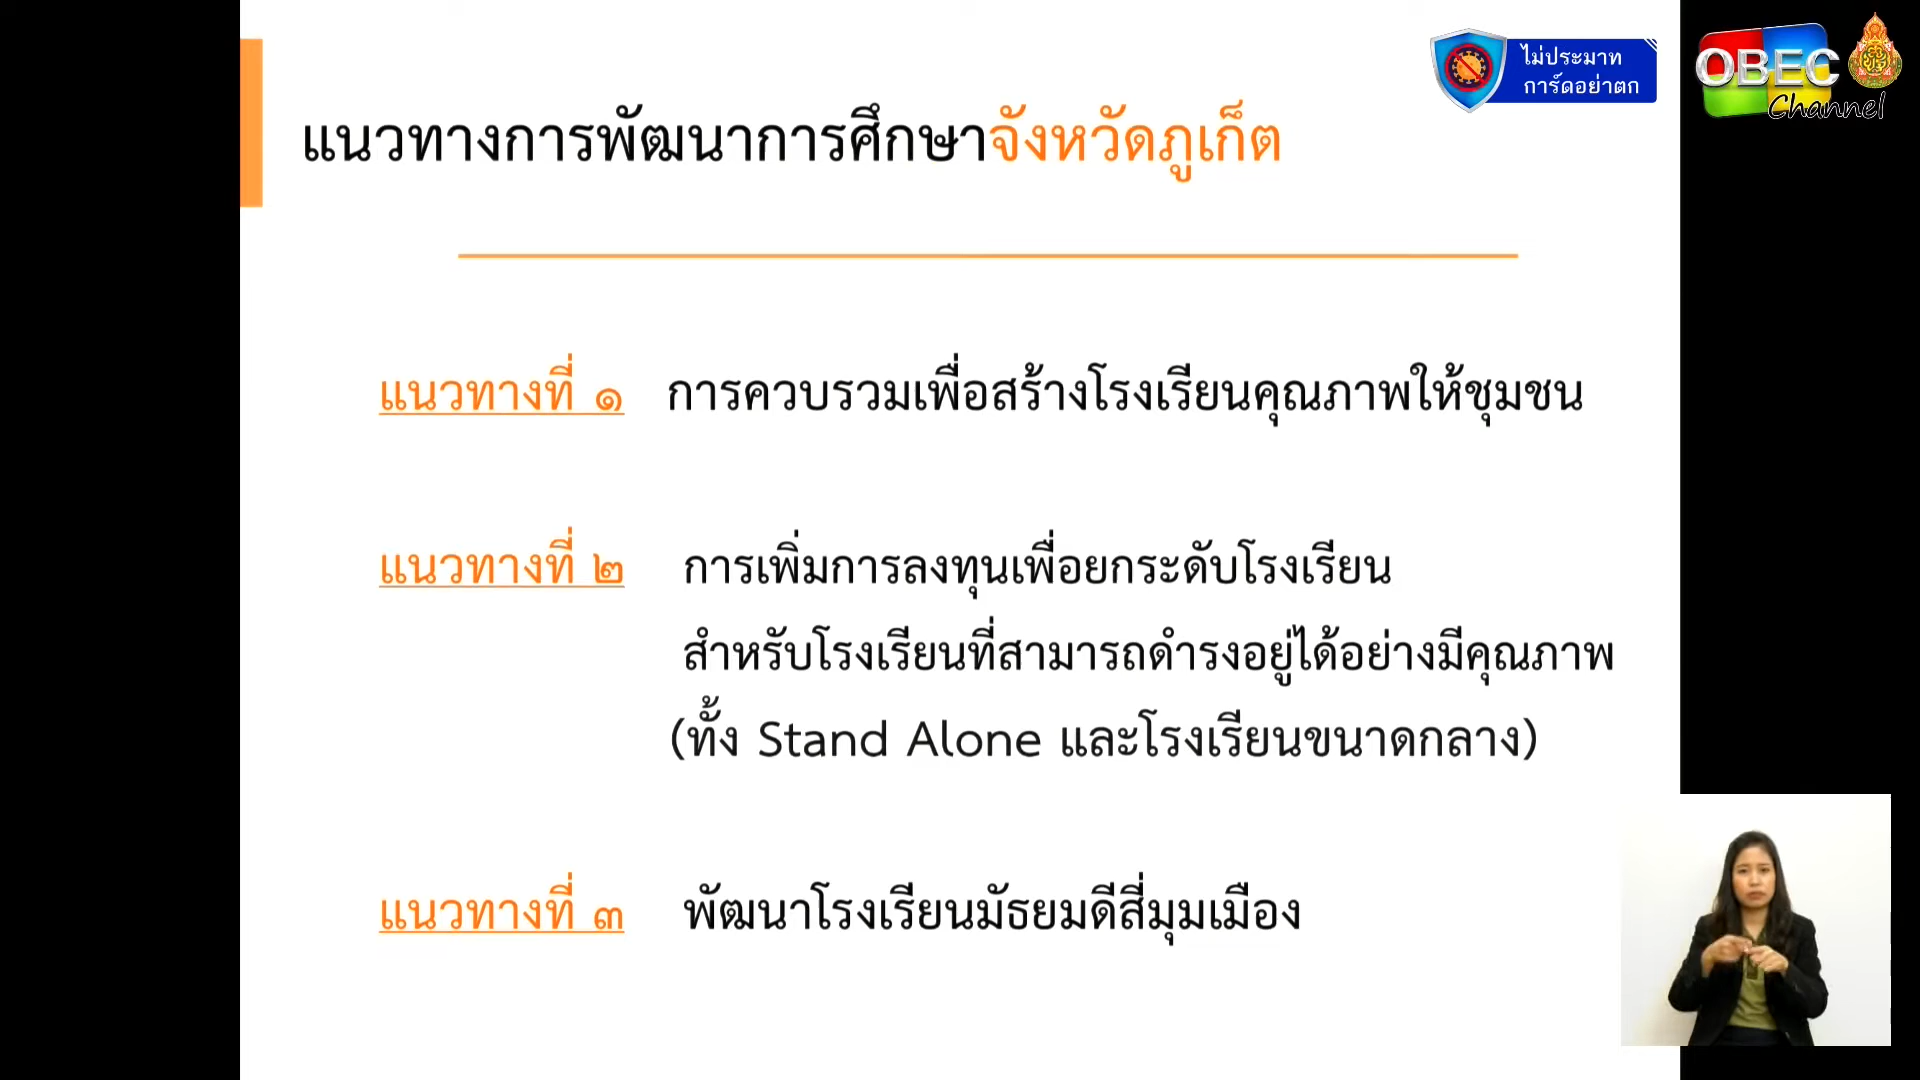 ไม่ประมาท
การ์ดอย่าตก
OBEC
Channel
แนวทางการพัฒนาการศึกษาจังหวัดภูเก็ต
แนวทางที่ ๑ การควบรวมเพื่อสร้างโรงเรียนคุณภาพให้ชุมชน
แนวทางที่ ๒ การเพิ่มการลงทุนเพื่อยกระดับโรงเรียน
สำหรับโรงเรียนที่สามารถดำรงอยู่ได้อย่างมีคุณภาพ
(ทั้ง Stand Alone และโรงเรียนขนาดกลาง)
แนวทางที่ ๓ พัฒนาโรงเรียนมัธยมดีสี่มุมเมือง